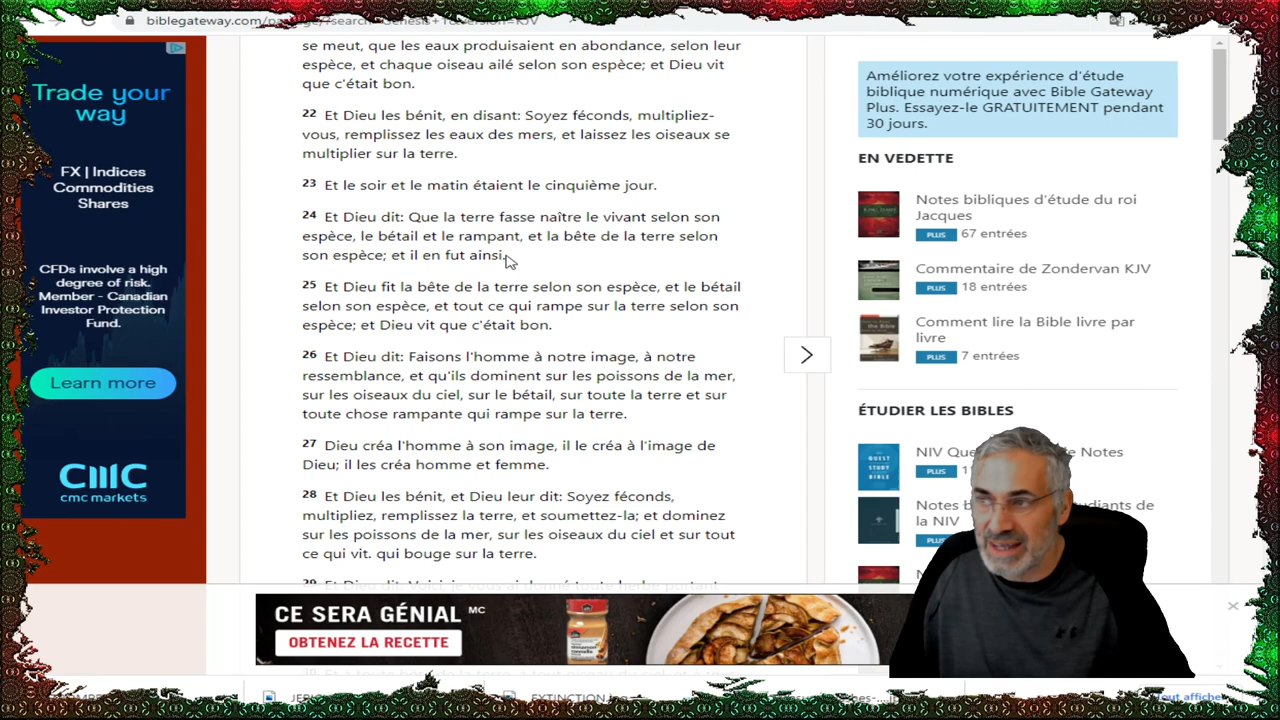 biblegateway.com/
se meut, que les eaux produisaient en abondance, selon leur
espèce, et chaque oiseau ailé selon son espèce; et Dieu vit
que c'était bon.
22 Et Dieu les bénit, en disant: Soyez féconds, multipliez-
vous, remplissez les eaux des mers, et laissez les oiseaux se
multiplier sur la terre.
23 Et le soir et le matin étaient le cinquième jour.
24 Et Dieu dit: Que la terre fasse naître le vivant selon son
espèce, le bétail et le rampant, et la bête de la terre selon
son espèce; et il en fut ainsi.
25 Et Dieu fit la bête de la terre selon son espèce, et le bétail
selon son espèce, et tout ce qui rampe sur la terre selon son
espèce; et Dieu vit que c'était bon.
26 Et Dieu dit: Faisons l'homme à notre image, à notre
ressemblance, et qu'ils dominent sur les poissons de la mer,
sur les oiseaux du ciel, sur le bétail, sur toute la terre et sur
toute chose rampante qui rampe sur la terre.
27 Dieu créa l'homme à son image, il le créa à l'image de
Dieu; il les créa homme et femme.
28 Et Dieu les bénit, et Dieu leur dit: Soyez féconds,
multipliez, remplissez la terre, et soumettez-la; et dominez
sur les poissons de la mer, sur les oiseaux du ciel et sur tout
ce qui vit. qui bouge sur la terre.
Trade your
way
FX | Indices
Commodities
Shares
CFDs involve a high
degree of risk.
Member - Canadian
Investor Protection
Fund.
Learn more
cmc markets
Améliorez votre expérience d'étude
biblique numérique avec Bible Gateway
Plus. Essayez-le GRATUITEMENT pendant
30 jours.
EN VEDETTE
Notes bibliques d'étude du roi
Jacques
PLUS 67 entrées
Commentaire de Zondervan KJV
PLUS 18 entrées
Comment lire la Bible livre par
livre
PLUS 7 entrées
ÉTUDIER LES BIBLES
NIV Notes
PLUS
Notes
de la NIV
CE SERA GÉNIAL MC
OBTENEZ LA RECETTE
EXTINCTION